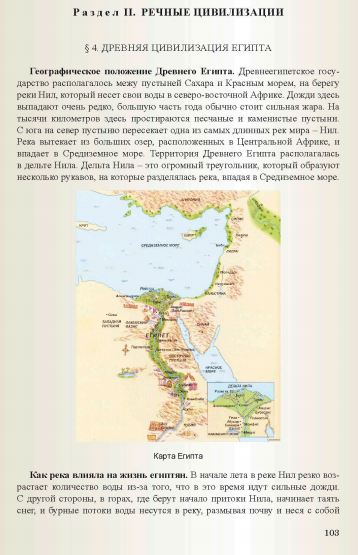 Раздел II. РЕЧНЫЕ ЦИВИЛИЗАЦИИ
§ 4. ДРЕВНЯЯ ЦИВИЛИЗАЦИЯ ЕГИПТА
Географическое положение Древнего Египта. Древнеегипетское госу-
дарство располагалось межу пустыней Сахара и Красным морем, на берегу
реки Нил, который несет свои воды в северо-восточной Африке. Дожди здесь
выпадают очень редко, большую часть года обычно стоит сильная жара. На
тысячи километров здесь простираются песчаные и каменистые пустыни.
С юга на север пустыню пересекает одна из самых длинных рек мира – Нил.
Река вытекает из больших озер, расположенных в Центральной Африке, и
впадает в Средиземное море. Территория Древнего Египта располагалась
в дельте Нила. Дельта Нила – это огромный треугольник, который образуют
несколько рукавов, на которые разделялась река, впадая в Средиземное море.
СРЕДИЗЕМНОЕ МОРЕ
ЗАПАДНАЯ
ПУСТЫНЯ
ЕГИПЕТ
КРАСНОЕ
МОРЕ
ДЕЛЬТА НИЛА
Карта Египта
Как река влияла на жизнь египтян. В начале лета в реке Нил резко воз-
растает количество воды из-за того, что в это время идут сильные дожди.
С другой стороны, в горах, где берут начало притоки Нила, начинает таять
снег, и бурные потоки воды несутся в реку, размывая почву и неся с собой
103